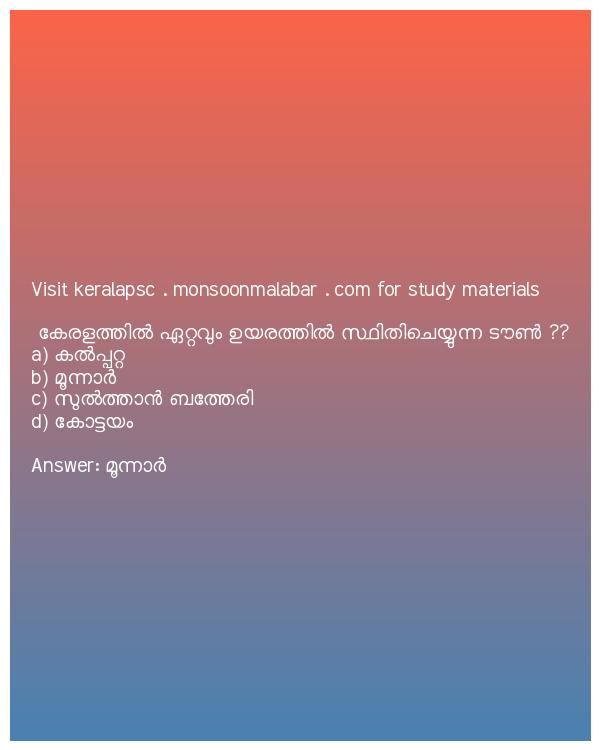 Visit keralapsc . monsoonmalabar . com for study materials
കേരളത്തിൽ ഏറ്റവും ഉയരത്തിൽ സ്ഥിതിചെയ്യുന്ന ടൗൺ ??
a) കൽപ്പറ്റ
b) മൂന്നാർ
c) സുൽത്താൻ ബത്തേരി
d) കോട്ടയം
Answer: മൂന്നാർ